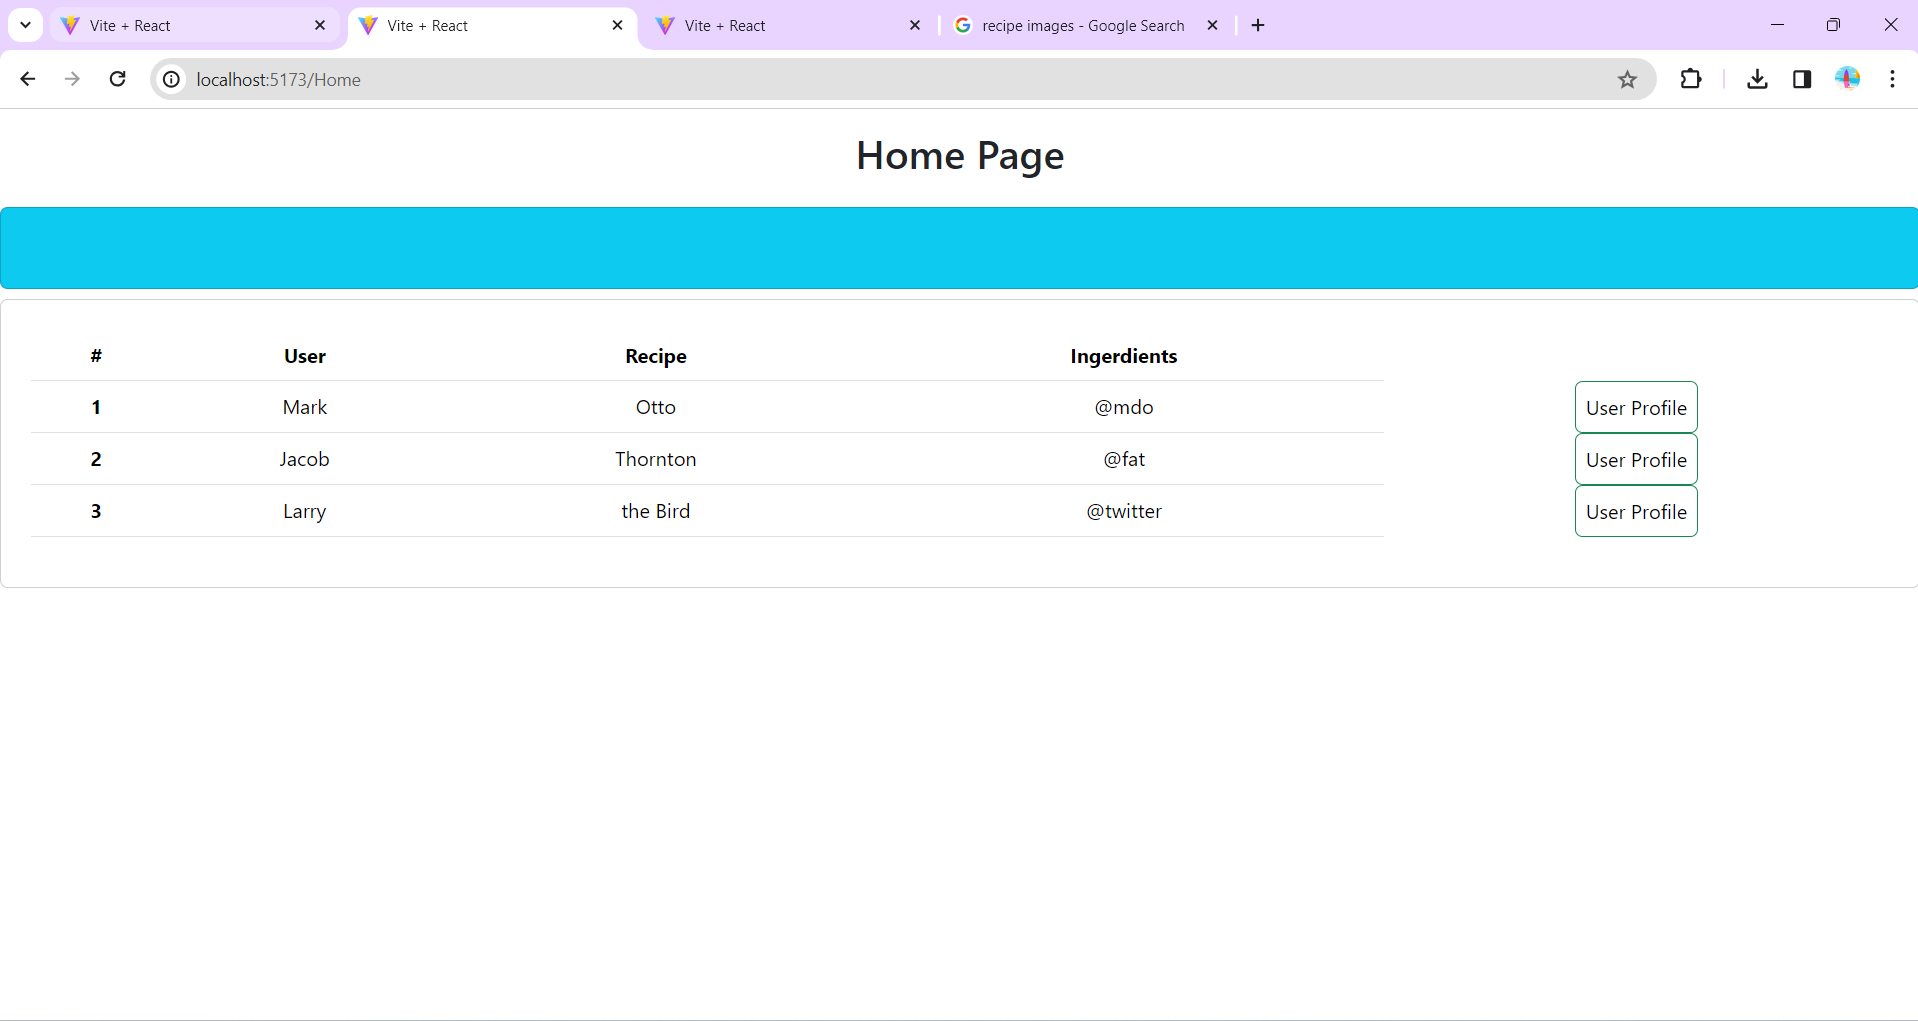 Vite + React
Vite + React
Vite + React
recipe images - Google Search
localhost:5173/Home
Home Page
# User Recipe Ingerdients
1 Mark Otto @mdo User Profile
2 Jacob Thornton @fat User Profile
3 Larry the Bird @twitter User Profile